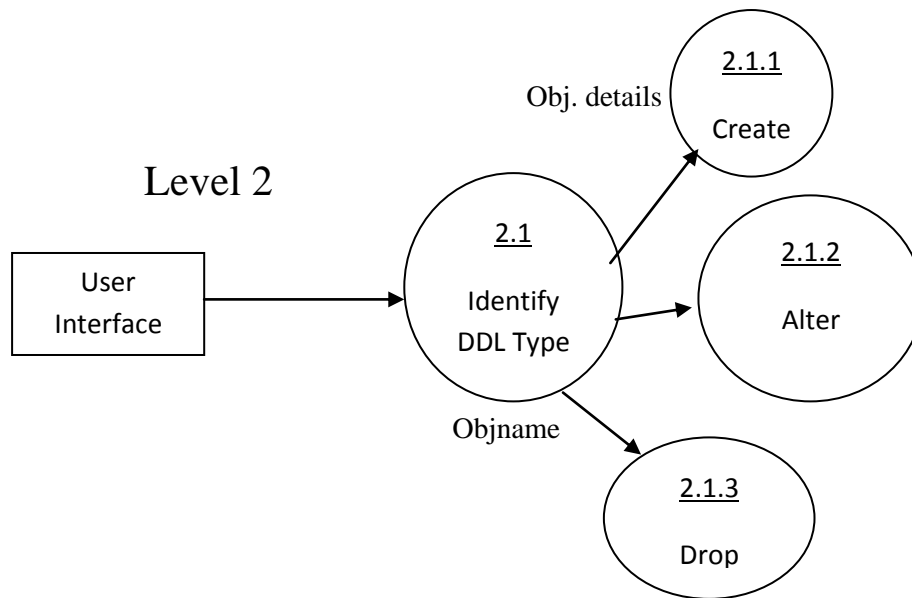 Level 2
User
Interface
2.1
Identify
DDL Type
Obj. details
2.1.1
Create
2.1.2
Alter
Objname
2.1.3
Drop